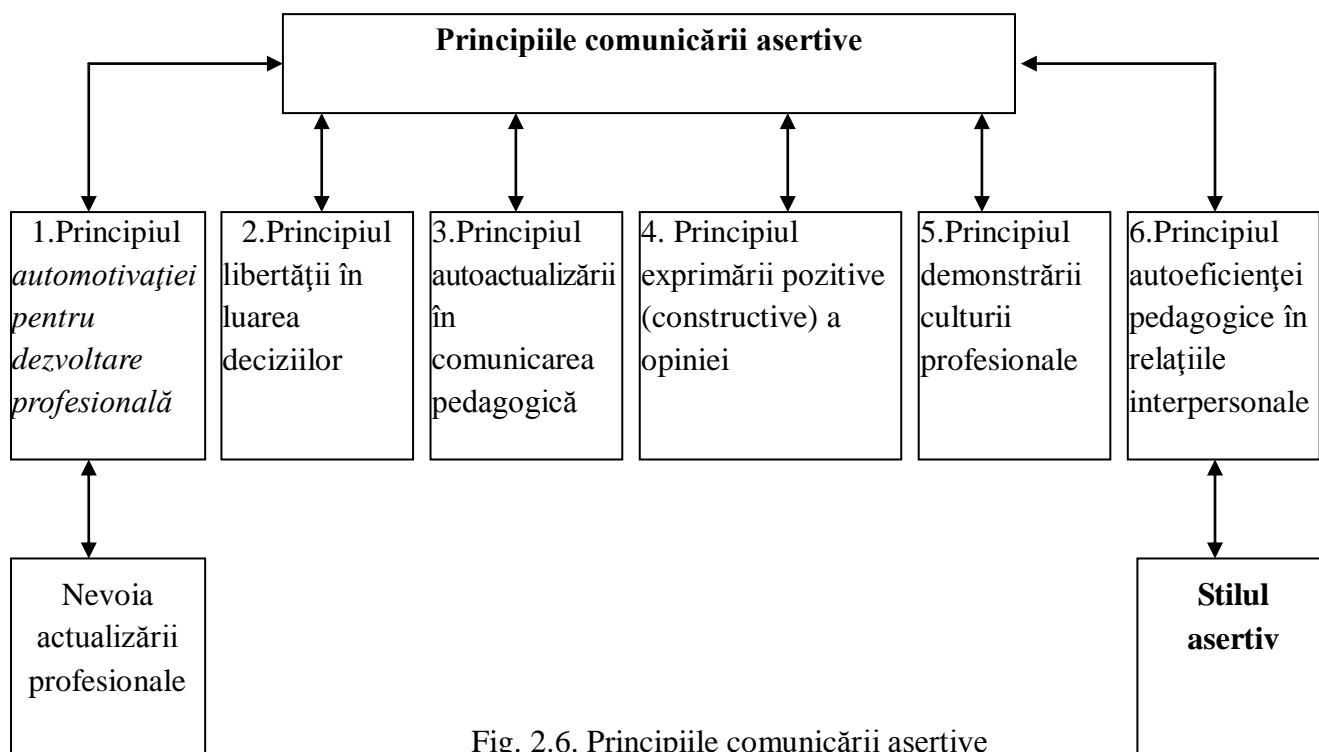 Principiile comunicării asertive
1.Principiul
automotivaţiei
pentru
dezvoltare
profesională
2.Principiul
libertăţii în
luarea
deciziilor
3.Principiul
autoactualizării
în
comunicarea
pedagogică
4. Principiul
exprimării pozitive
(constructive) a
opiniei
5.Principiul
demonstrării
culturii
profesionale
6.Principiul
autoeficienţei
pedagogice în
relaţiile
interpersonale
Nevoia
actualizării
profesionale
Stilul
asertiv
Fig. 2.6. Principiile comunicării asertive